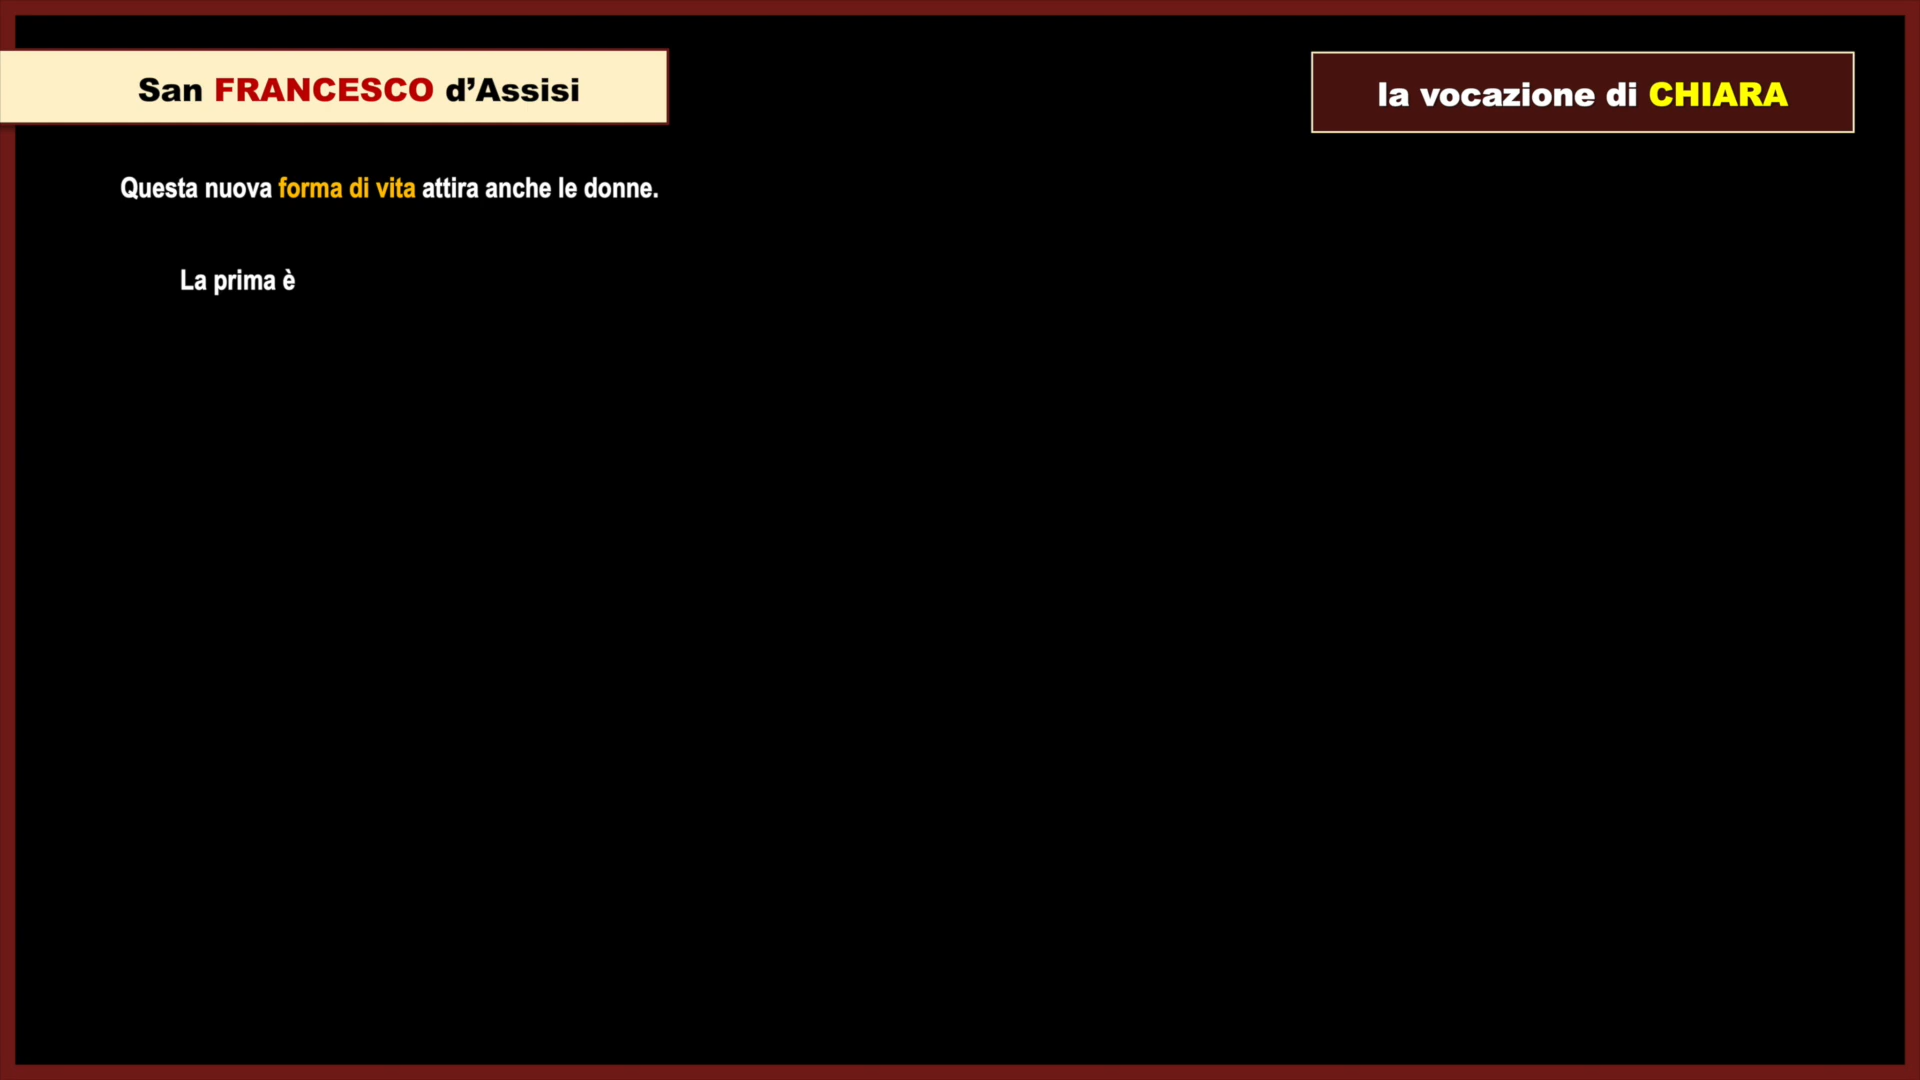 San FRANCESCO d’Assisi
la vocazione di CHIARA
Questa nuova forma di vita attira anche le donne.
La prima è